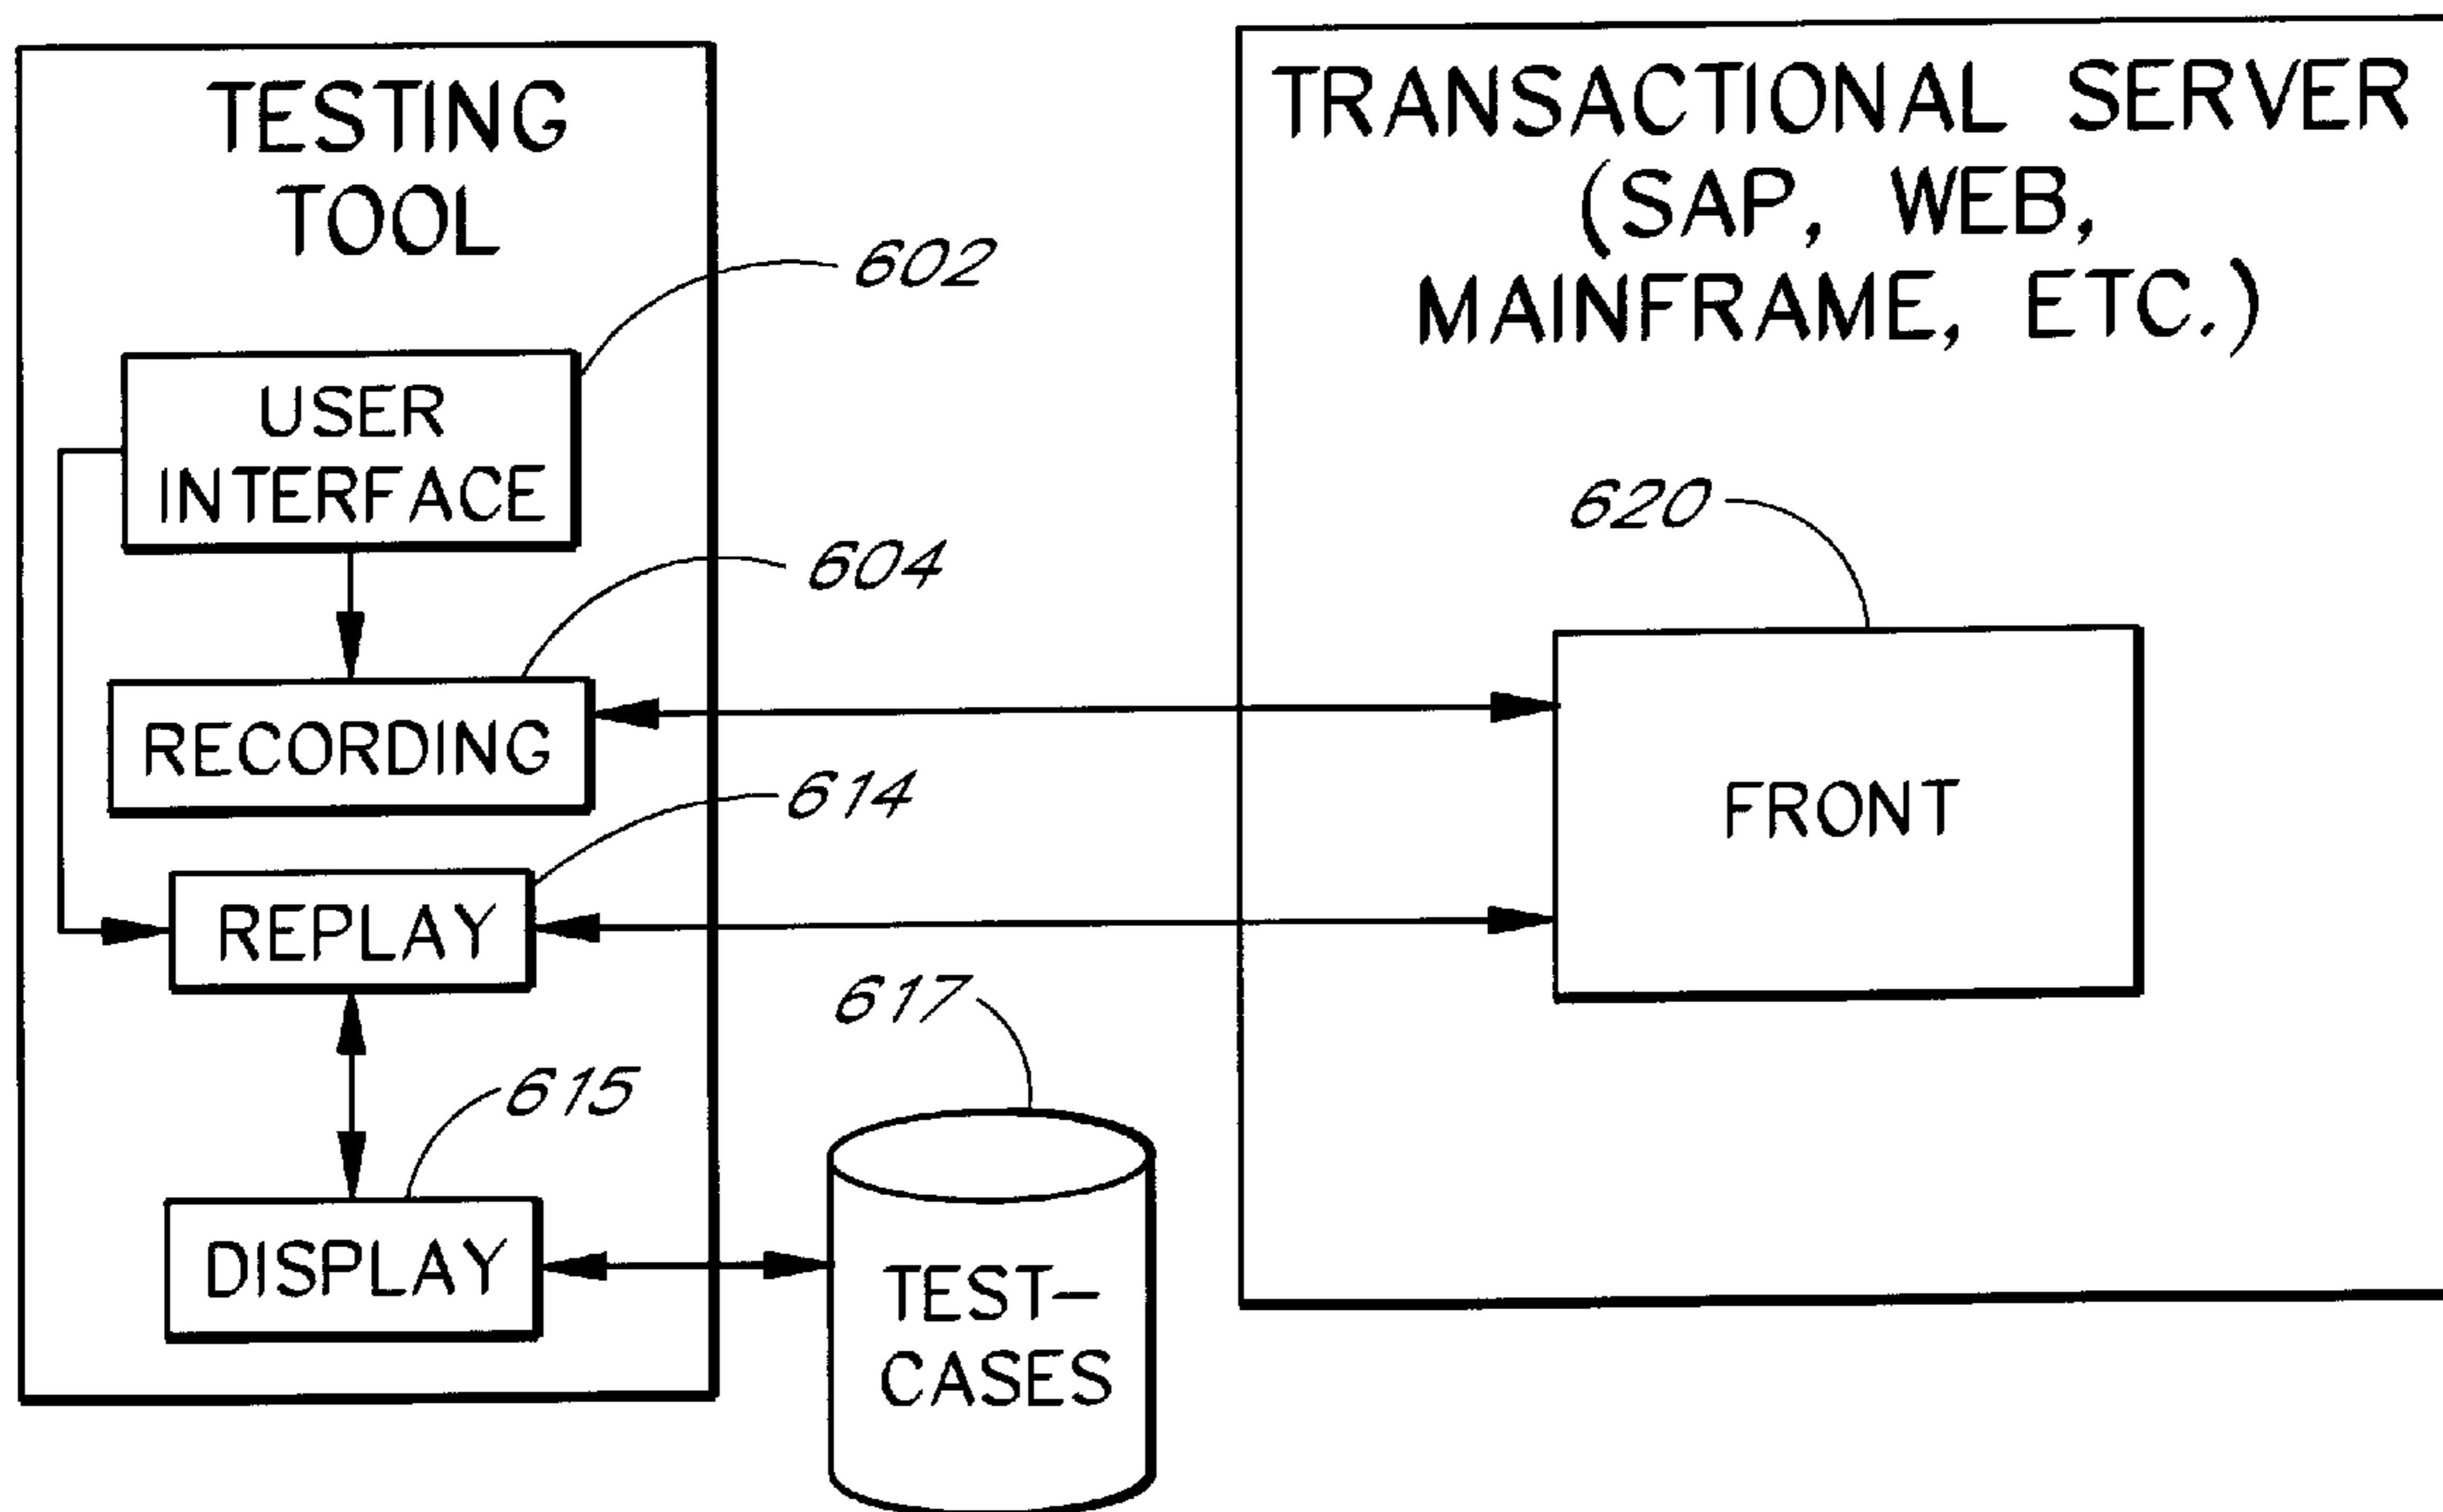 TESTING
TOOL
602
USER
INTERFACE
604
RECORDING
614
REPLAY
615
DISPLAY
617
TEST-
CASES
TRANSACTIONAL SERVER
(SAP, WEB,
MAINFRAME, ETC.)
620
FRONT